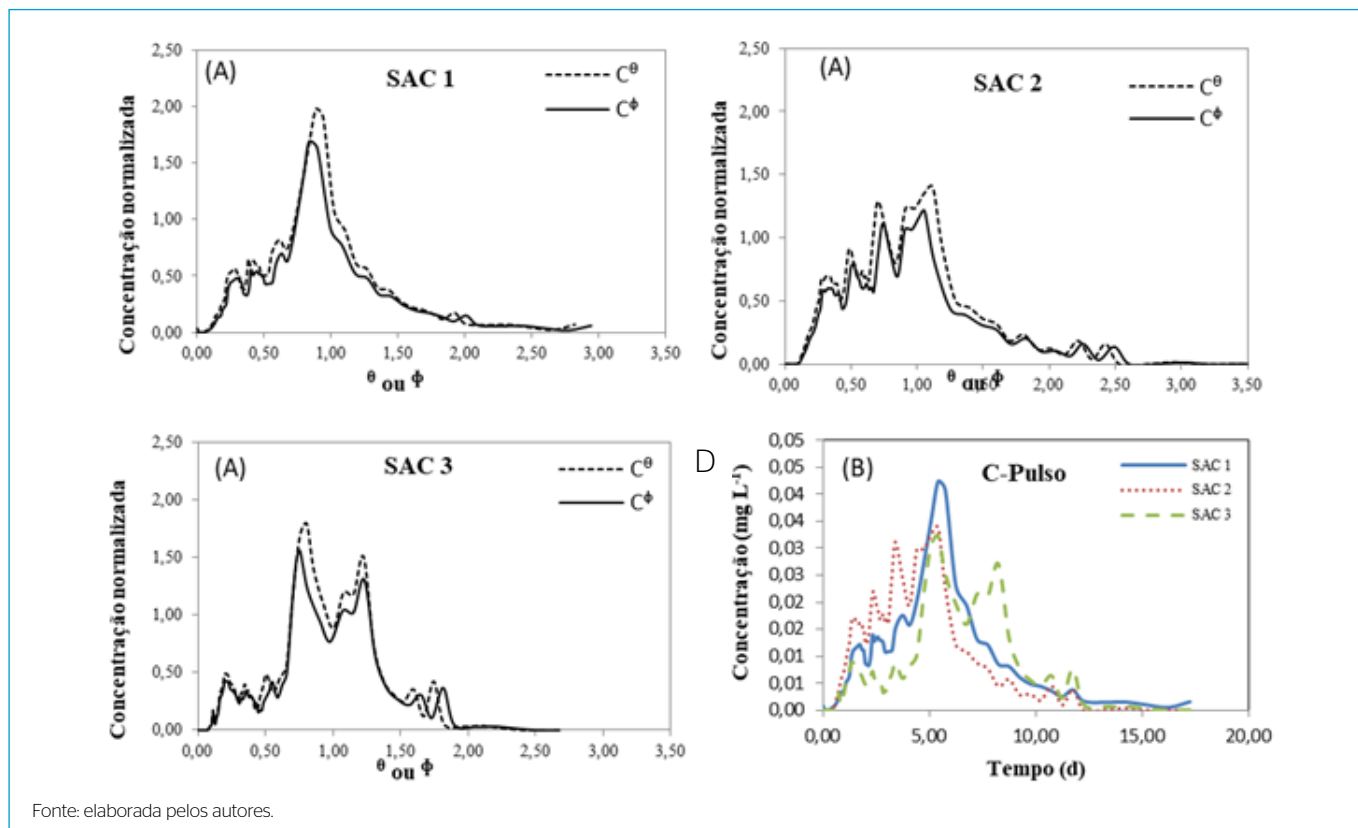 (A)
SAC 1
C^θ
C^ϕ
Concentração normalizada
2,50
2,00
1,50
1,00
0,50
0,00
0,00 0,50 1,00 1,50 2,00 2,50 3,00 3,50
θ ou ϕ
(A)
SAC 2
C^θ
C^ϕ
Concentração normalizada
2,50
2,00
1,50
1,00
0,50
0,00
0,00 0,50 1,00 1,50 2,00 2,50 3,00 3,50
θ ou ϕ
(A)
SAC 3
C^θ
C^ϕ
Concentração normalizada
2,50
2,00
1,50
1,00
0,50
0,00
0,00 0,50 1,00 1,50 2,00 2,50 3,00 3,50
θ ou ϕ
D
(B)
C-Pulso
SAC 1
SAC 2
SAC 3
Concentração (mg L⁻¹)
0,05
0,05
0,04
0,04
0,03
0,03
0,02
0,02
0,01
0,01
0,00
0,00 5,00 10,00 15,00 20,00
Tempo (d)
Fonte: elaborada pelos autores.